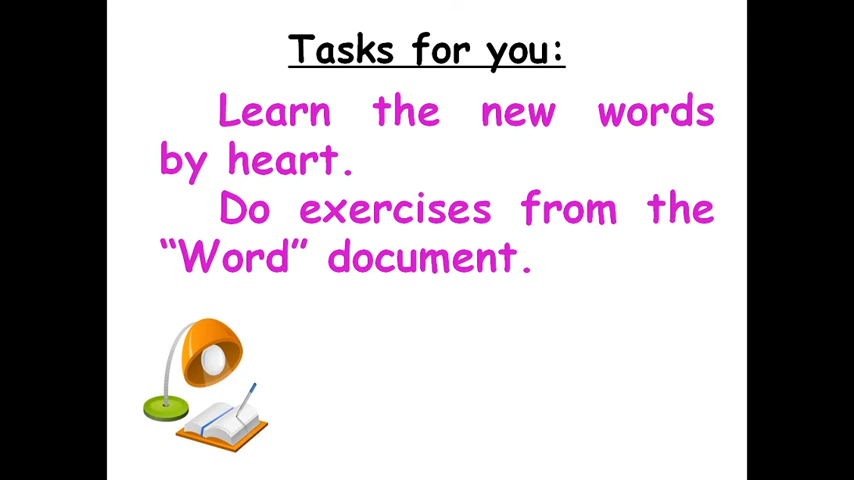 Tasks for you:
Learn the new words
by heart.
Do exercises from the
“Word” document.